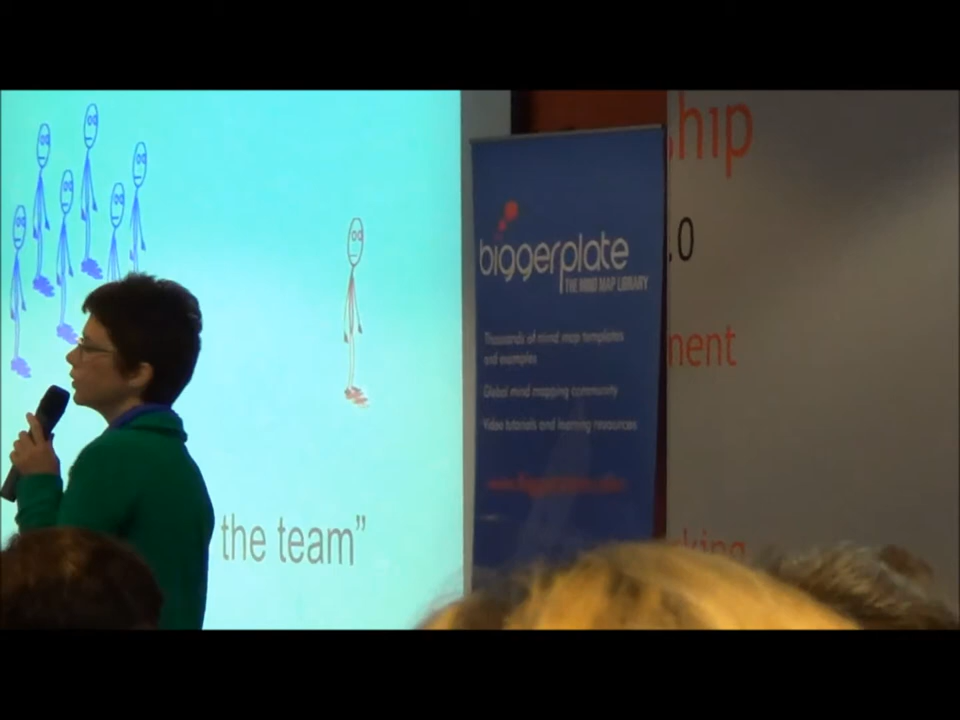 the team”
biggerplate
THE MIND MAP LIBRARY
Thousands of mind map templates
and examples
Global mind mapping community
Video tutorials and learning resources
hip
.0
nent
king